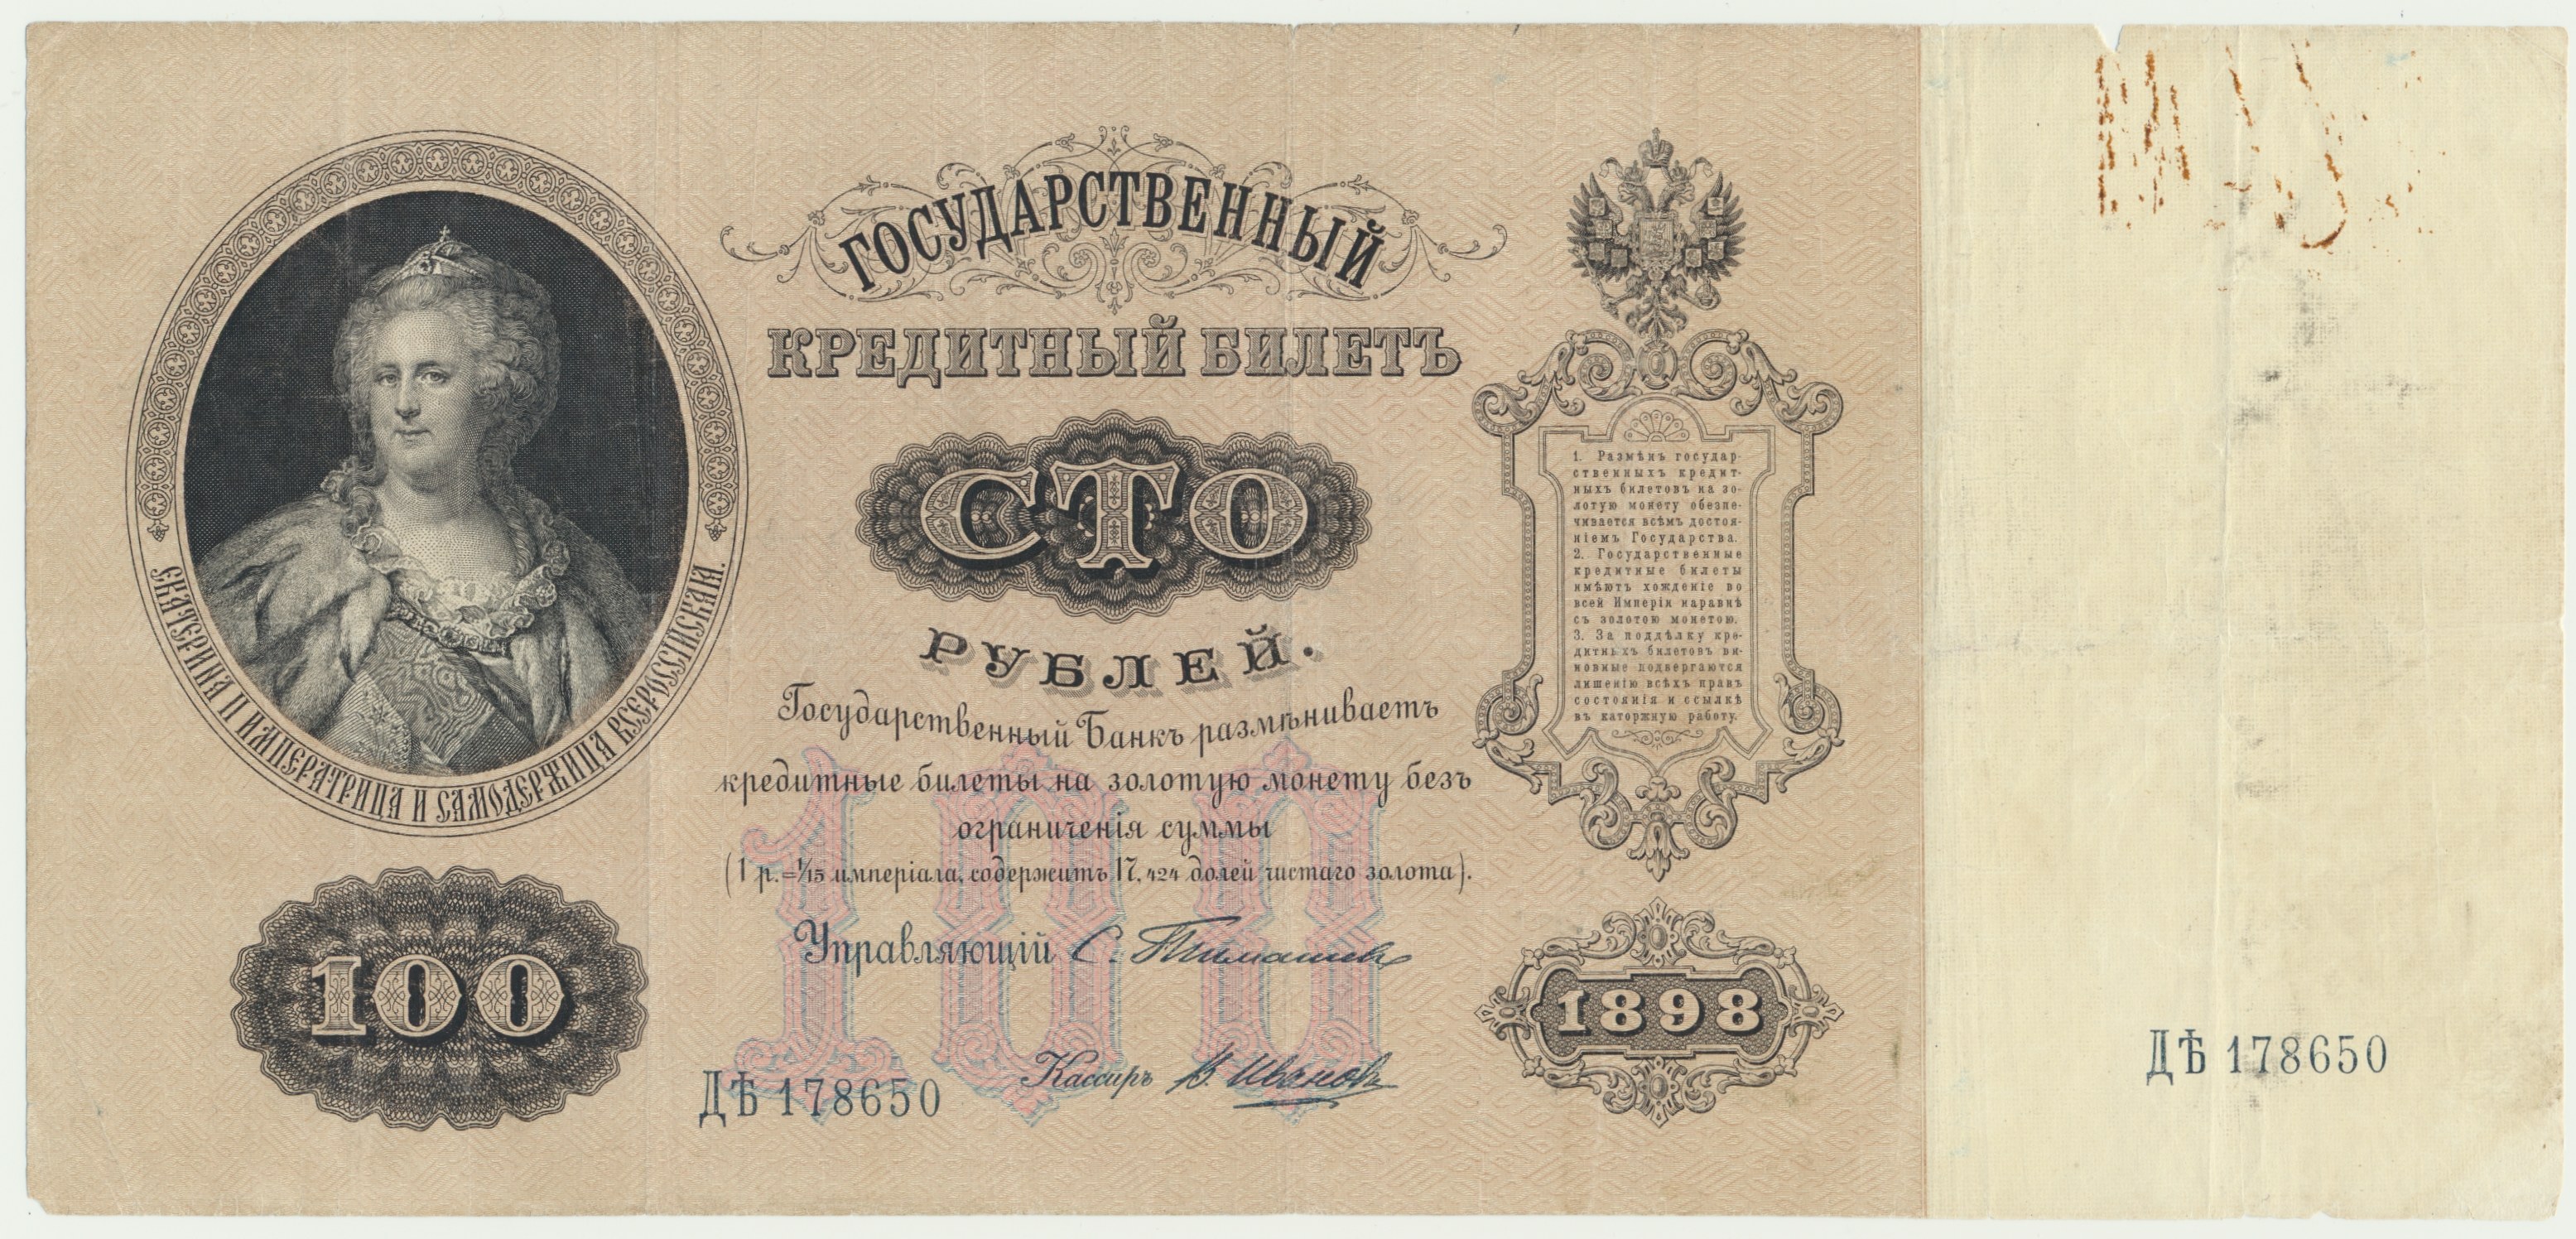 ГОСУДАРСТВЕННЫЙ
КРЕДИТНЫЙ БИЛЕТЪ
СТО
РУБЛЕЙ.
Государственный Банкъ размѣниваетъ
кредитные билеты на золотую монету безъ
ограниченія суммы
(1 р.=1/15 имперіала, содержитъ 17,424 долей чистаго золота).
100
Управляющій С. Тимашевъ
Кассиръ В. Ивановъ
ДѢ 178650
ЕКАТЕРИНА II ИМПЕРАТРИЦА И САМОДЕРЖИЦА ВСЕРОССІЙСКАЯ.
100
1. Размѣнъ государ-
ственныхъ кредит-
ныхъ билетовъ на зо-
лотую монету обезпе-
чивается всѣмъ достоя-
ніемъ Государства.
2. Государственные
кредитные билеты
имѣютъ хожденіе во
всей Имперіи наравнѣ
съ золотою монетою.
3. За поддѣлку кре-
дитныхъ билетовъ ви-
новные подвергаются
лишенію всѣхъ правъ
состоянія и ссылкѣ
въ каторжную работу.
1898
ДѢ 178650